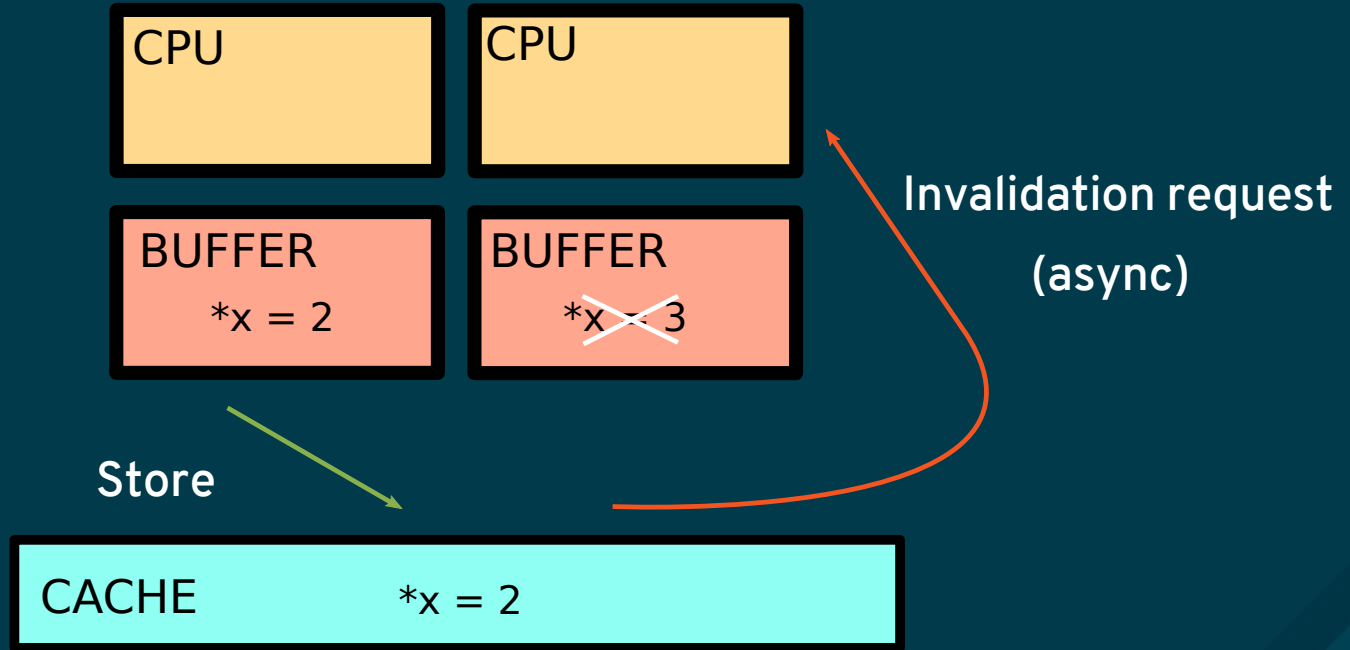 CPU
CPU
Invalidation request
(async)
BUFFER
*x = 2
BUFFER
*x = 3
Store
CACHE
*x = 2